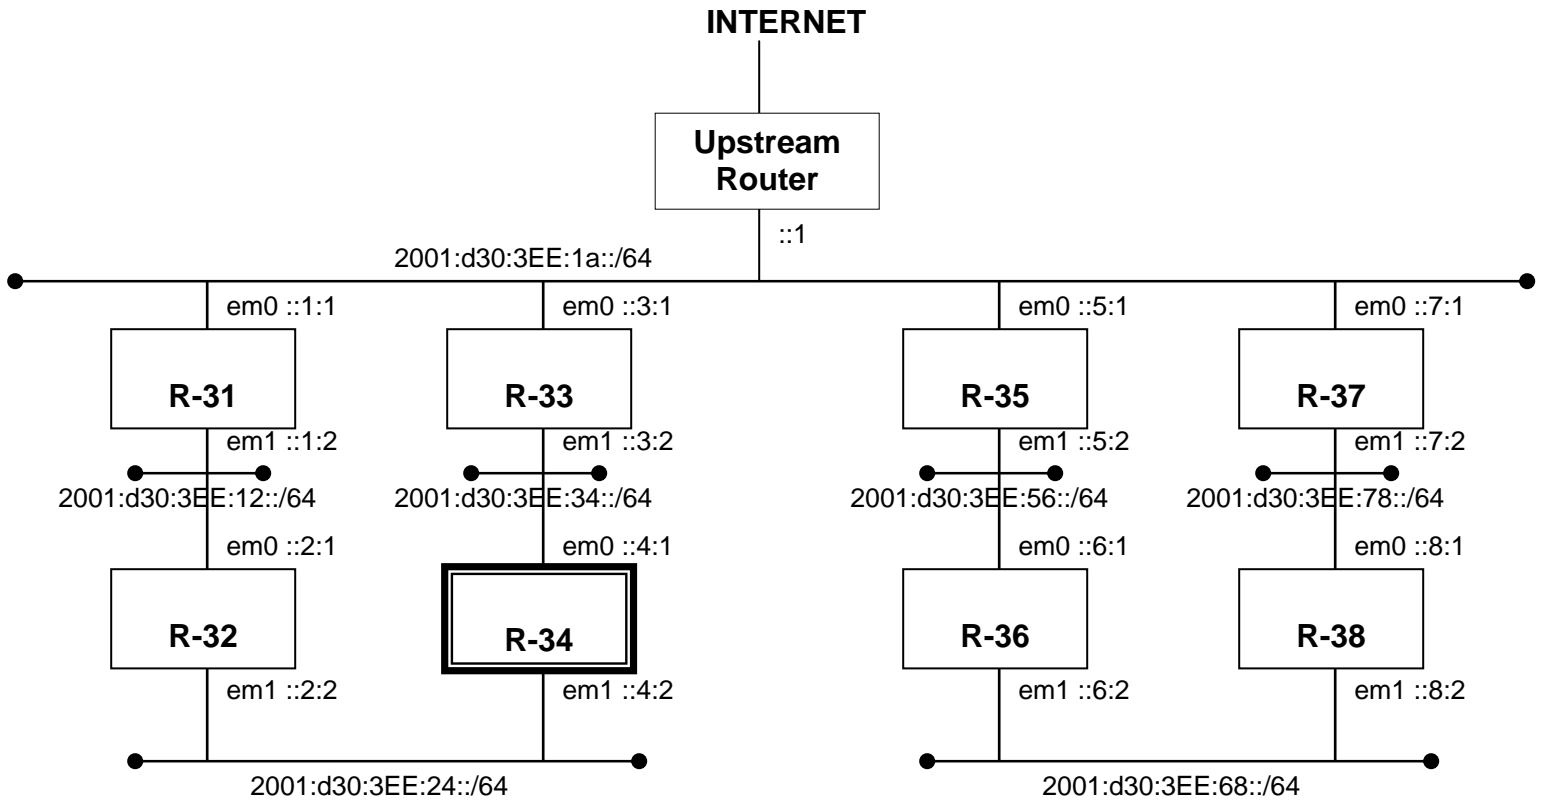 INTERNET
Upstream
Router
::1
2001:d30:3EE:1a::/64
em0 ::1:1
em0 ::3:1
em0 ::5:1
em0 ::7:1
R-31
R-33
R-35
R-37
em1 ::1:2
em1 ::3:2
em1 ::5:2
em1 ::7:2
2001:d30:3EE:12::/64
2001:d30:3EE:34::/64
2001:d30:3EE:56::/64
2001:d30:3EE:78::/64
em0 ::2:1
em0 ::4:1
em0 ::6:1
em0 ::8:1
R-32
R-34
R-36
R-38
em1 ::2:2
em1 ::4:2
em1 ::6:2
em1 ::8:2
2001:d30:3EE:24::/64
2001:d30:3EE:68::/64